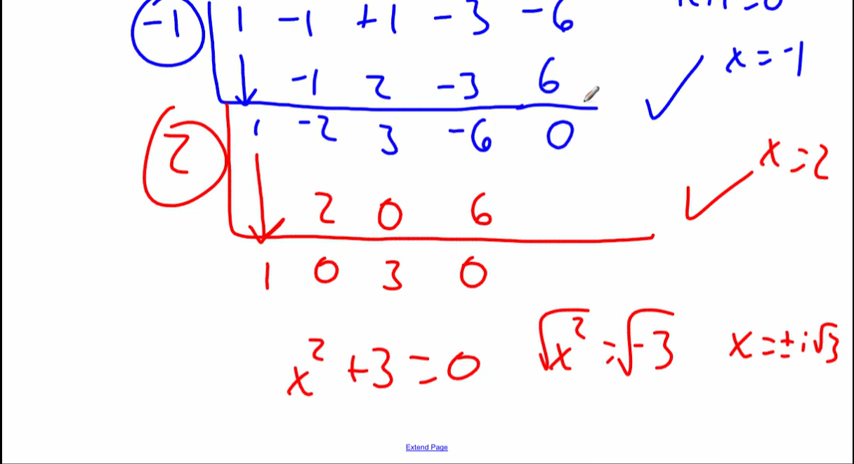 -1 1 -1 +1 -3 -6
-1 2 -3 6 x = -1
1 -2 3 -6 0
2 x = 2
2 0 6
1 0 3 0
x² + 3 = 0 √x² = √-3 x = ± i√3
Extend Page